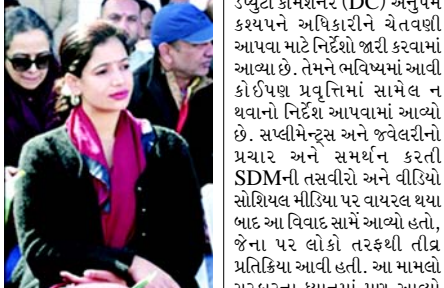 ડેપ્યુટી કમિશનર (DC) અનુપમ
કશ્યપને અધિકારીને ચેતવણી
આપવા માટે નિર્દેશો જારી કરવામાં
આવ્યા છે. તેમને ભવિષ્યમાં આવી
કોઈપણ પ્રવૃત્તિમાં સામેલ ન
થવાનો નિર્દેશ આપવામાં આવ્યો
છે. સપ્લીમેન્ટ્સ અને જ્વેલરીનો
પ્રચાર અને સમર્થન કરતી
SDMની તસવીરો અને વીડિયો
સોશિયલ મીડિયા પર વાયરલ થયા
બાદ આ વિવાદ સામે આવ્યો હતો,
જેના પર લોકો તરફથી તીવ્ર
પ્રતિક્રિયા આવી હતી. આ મામલો